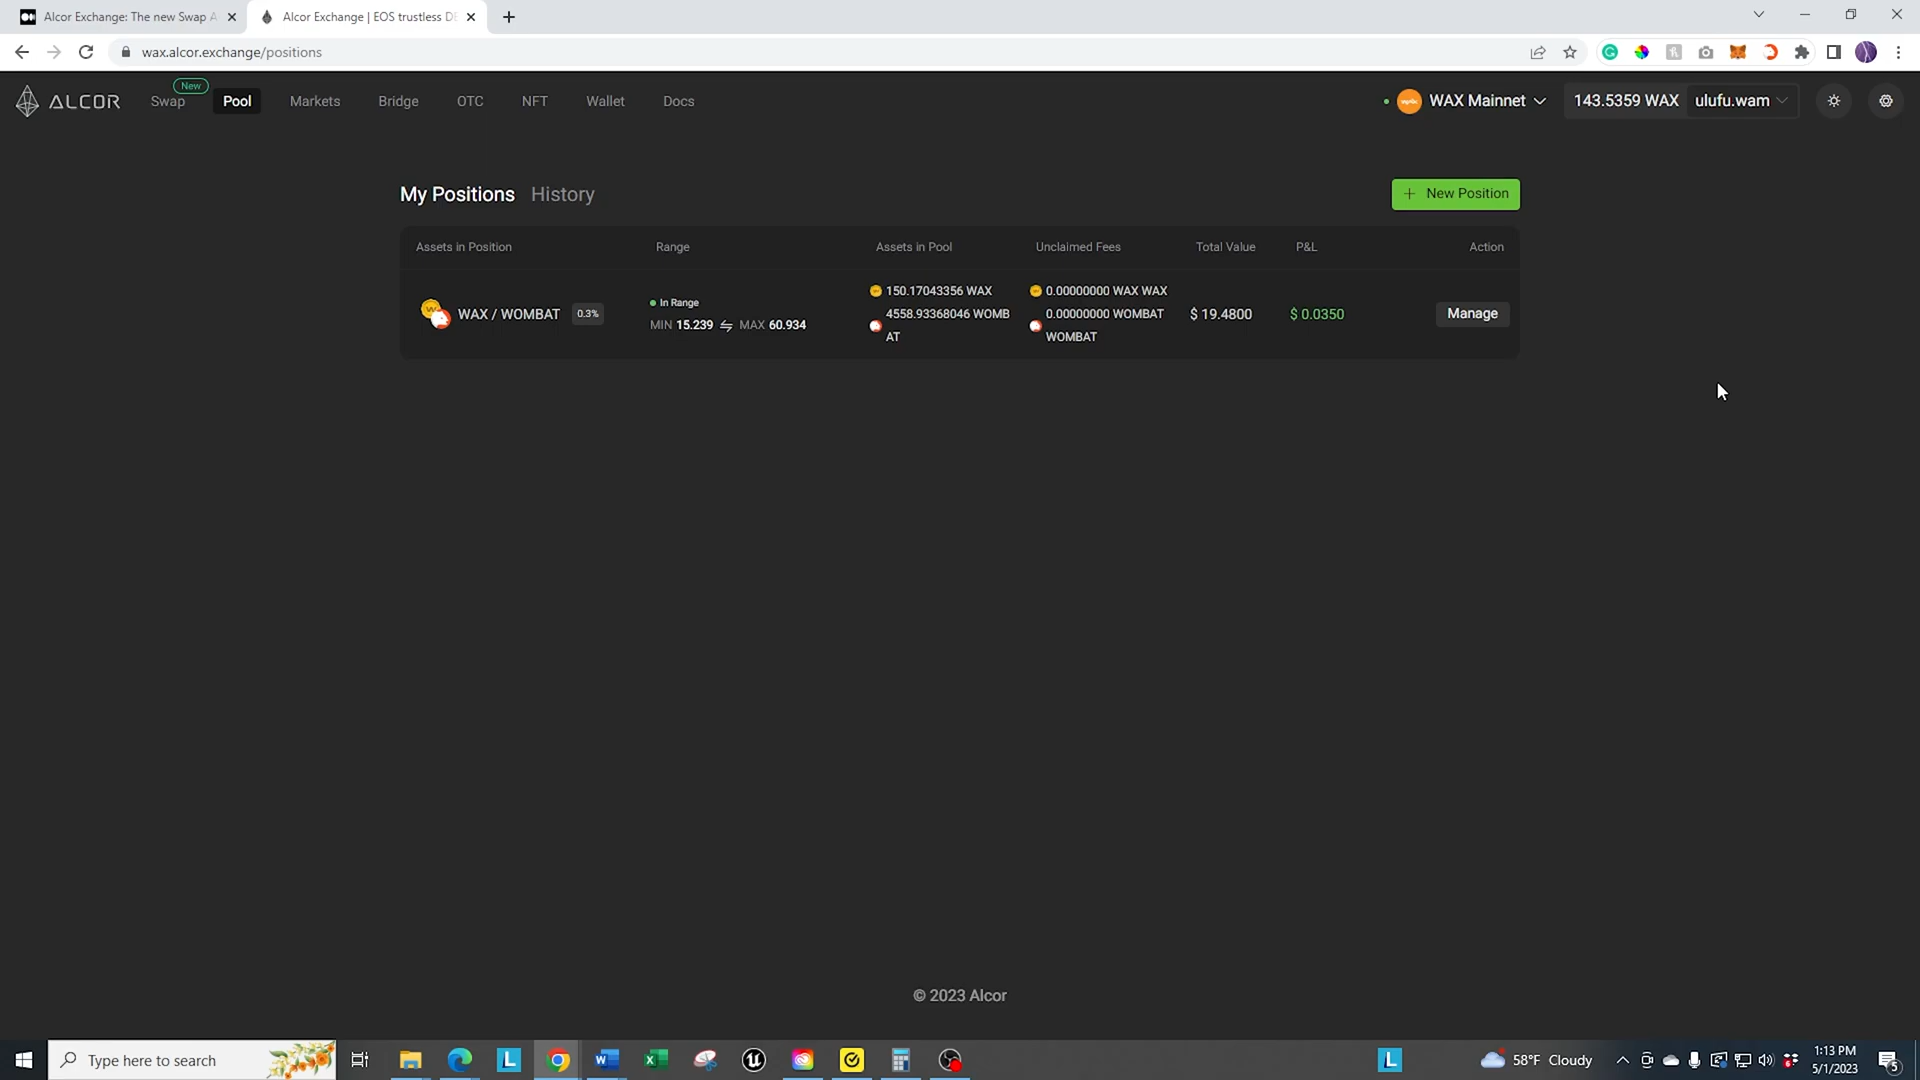 Alcor Exchange: The new Swap A
Alcor Exchange | EOS trustless DE
wax.alcor.exchange/positions
ALCOR
Swap
New
Pool
Markets
Bridge
OTC
NFT
Wallet
Docs
WAX Mainnet
143.5359 WAX
ulufu.wam
My Positions
History
+ New Position
Assets in Position
Range
Assets in Pool
Unclaimed Fees
Total Value
P&L
Action
WAX / WOMBAT
0.3%
In Range
MIN 15.239 ⇋ MAX 60.934
150.17043356 WAX
4558.93368046 WOMB
AT
0.00000000 WAX WAX
0.00000000 WOMBAT
WOMBAT
$ 19.4800
$ 0.0350
Manage
© 2023 Alcor
Type here to search
58°F Cloudy
1:13 PM
5/1/2023
5